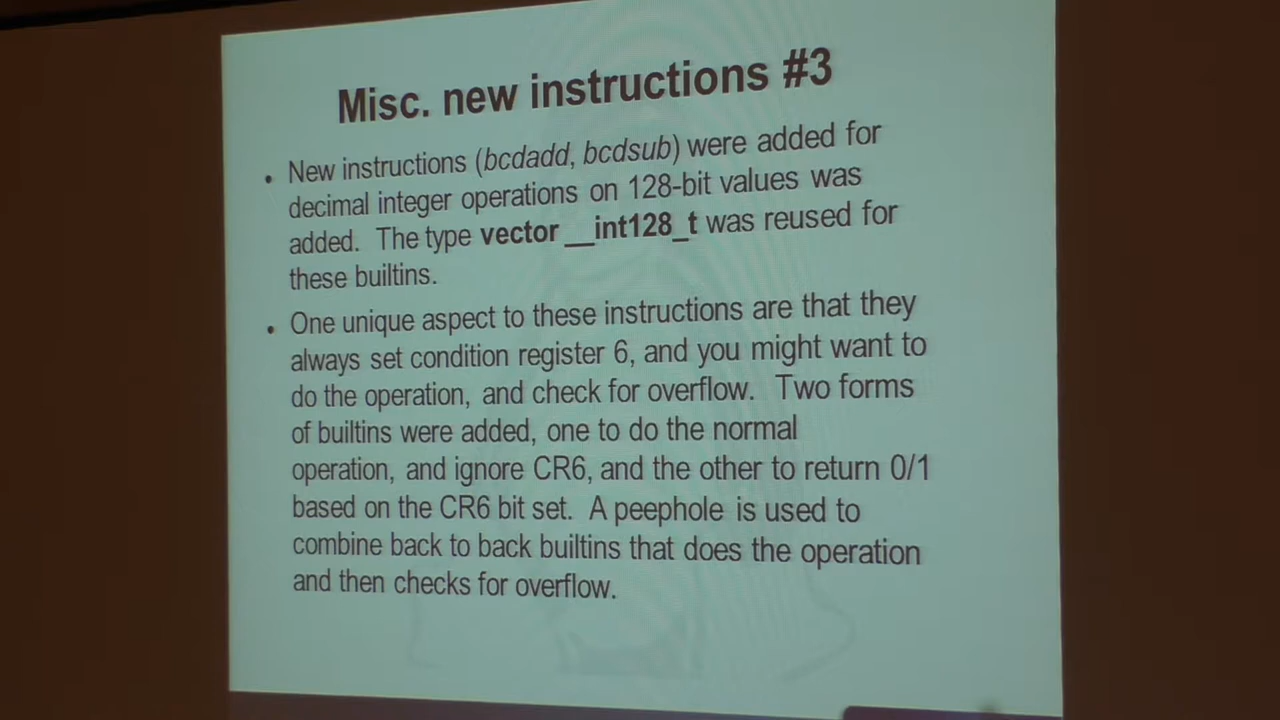 Misc. new instructions #3
• New instructions (bcdadd, bcdsub) were added for
decimal integer operations on 128-bit values was
added. The type vector __int128_t was reused for
these builtins.
• One unique aspect to these instructions are that they
always set condition register 6, and you might want to
do the operation, and check for overflow. Two forms
of builtins were added, one to do the normal
operation, and ignore CR6, and the other to return 0/1
based on the CR6 bit set. A peephole is used to
combine back to back builtins that does the operation
and then checks for overflow.